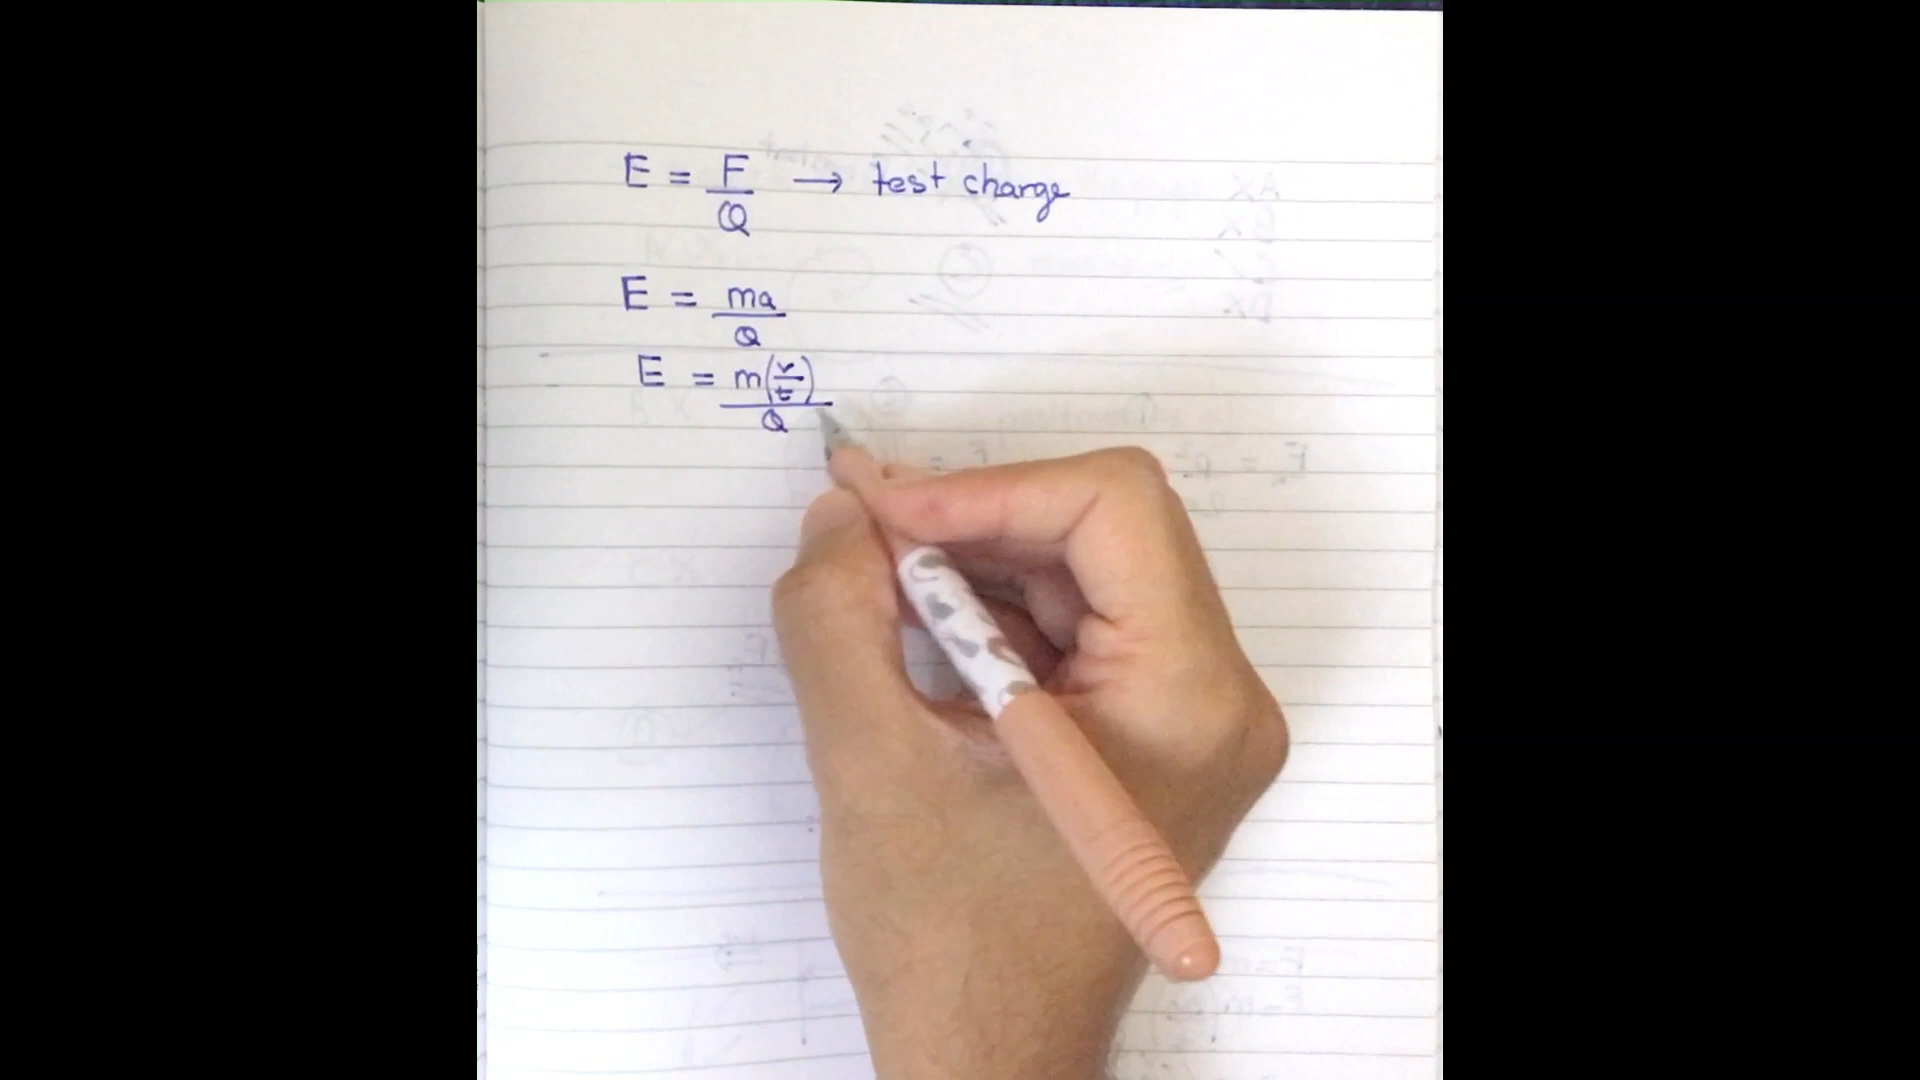 E = F/Q → test charge
E = ma/Q
E = m(v/t)/Q